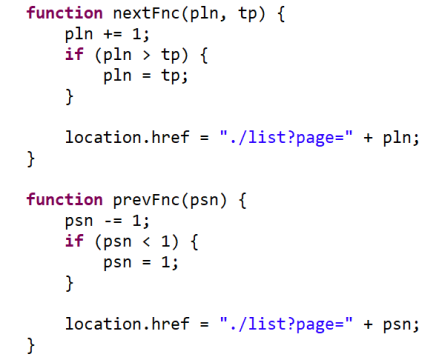 function nextFnc(pln, tp) {
    pln += 1;
    if (pln > tp) {
        pln = tp;
    }

    location.href = "./list?page=" + pln;
}

function prevFnc(psn) {
    psn -= 1;
    if (psn < 1) {
        psn = 1;
    }

    location.href = "./list?page=" + psn;
}